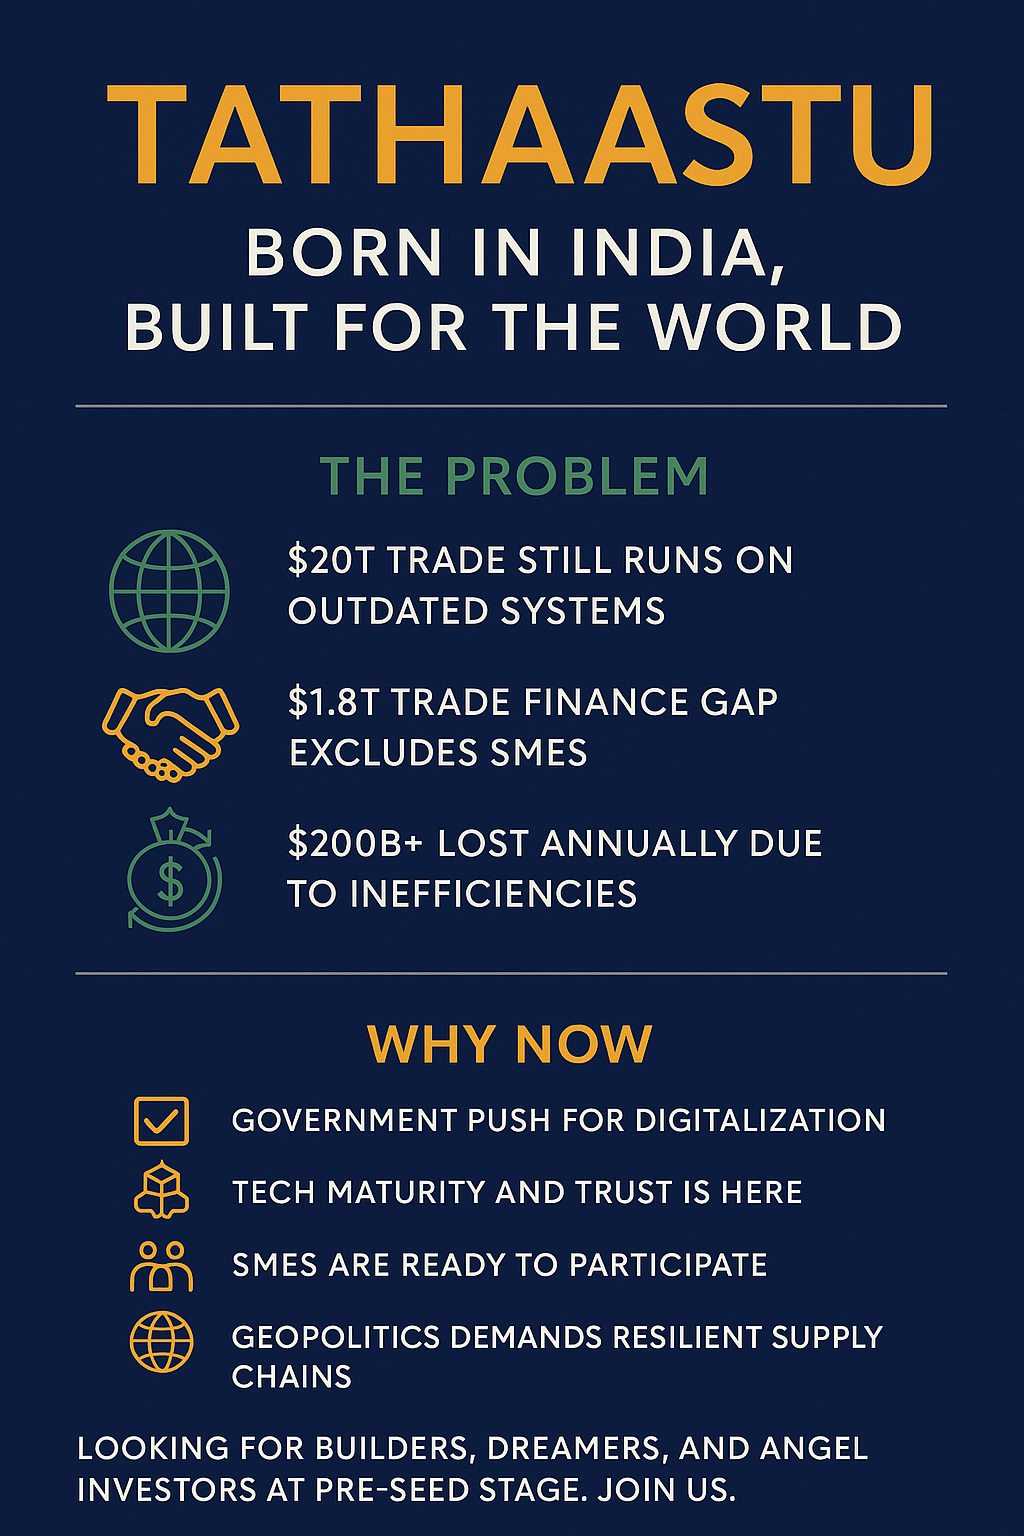 TATHAASTU
BORN IN INDIA,
BUILT FOR THE WORLD
THE PROBLEM
$20T TRADE STILL RUNS ON
OUTDATED SYSTEMS
$1.8T TRADE FINANCE GAP
EXCLUDES SMES
$
$200B+ LOST ANNUALLY DUE
TO INEFFICIENCIES
WHY NOW
GOVERNMENT PUSH FOR DIGITALIZATION
TECH MATURITY AND TRUST IS HERE
SMES ARE READY TO PARTICIPATE
GEOPOLITICS DEMANDS RESILIENT SUPPLY
CHAINS
LOOKING FOR BUILDERS, DREAMERS, AND ANGEL
INVESTORS AT PRE-SEED STAGE. JOIN US.